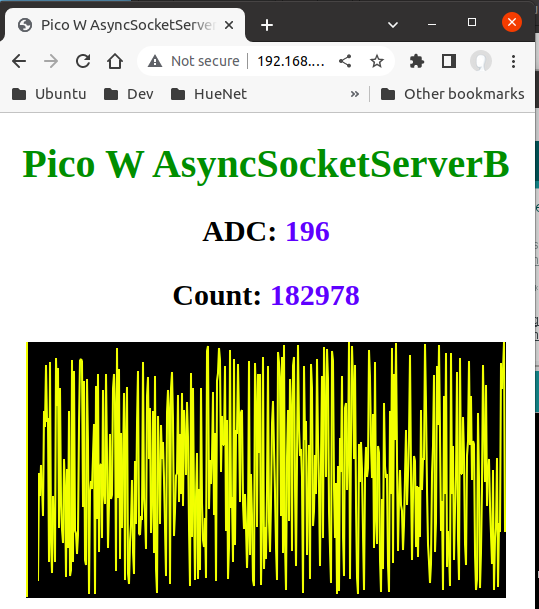 Pico W AsyncSocketServer
Not secure
192.168....
Ubuntu
Dev
HueNet
»
Other bookmarks
Pico W AsyncSocketServerB
ADC: 196
Count: 182978